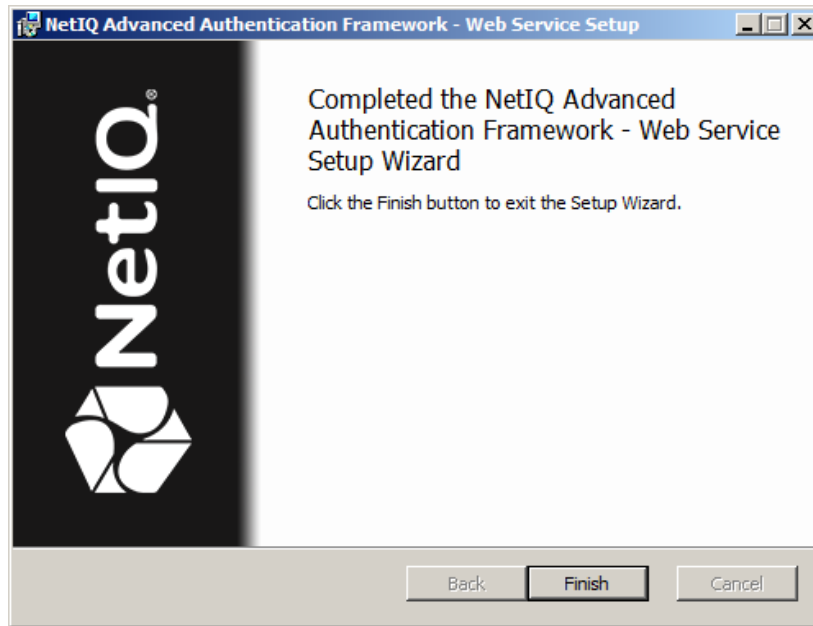 NetIQ Advanced Authentication Framework - Web Service Setup
NetIQ®
Completed the NetIQ Advanced
Authentication Framework - Web Service
Setup Wizard
Click the Finish button to exit the Setup Wizard.
Back
Finish
Cancel